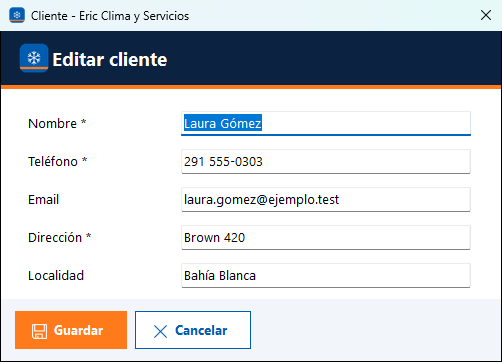 Cliente - Eric Clima y Servicios
Editar cliente
Nombre * Laura Gómez
Teléfono * 291 555-0303
Email laura.gomez@ejemplo.test
Dirección * Brown 420
Localidad Bahía Blanca
Guardar Cancelar